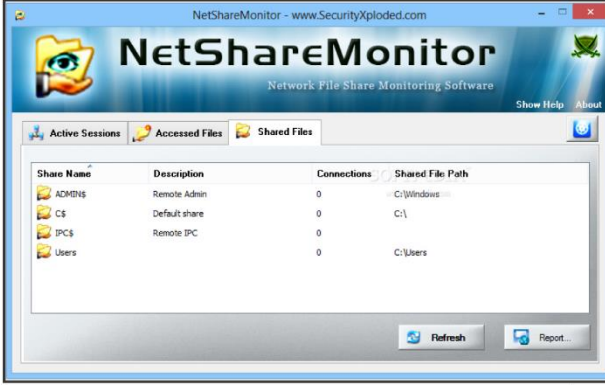 NetShareMonitor - www.SecurityXploded.com
NetShareMonitor
Network File Share Monitoring Software
Show Help About
Active Sessions Accessed Files Shared Files
Share Name Description Connections Shared File Path
ADMIN$ Remote Admin 0 C:\Windows
C$ Default share 0 C:\
IPC$ Remote IPC 0
Users 0 C:\Users
Refresh Report...